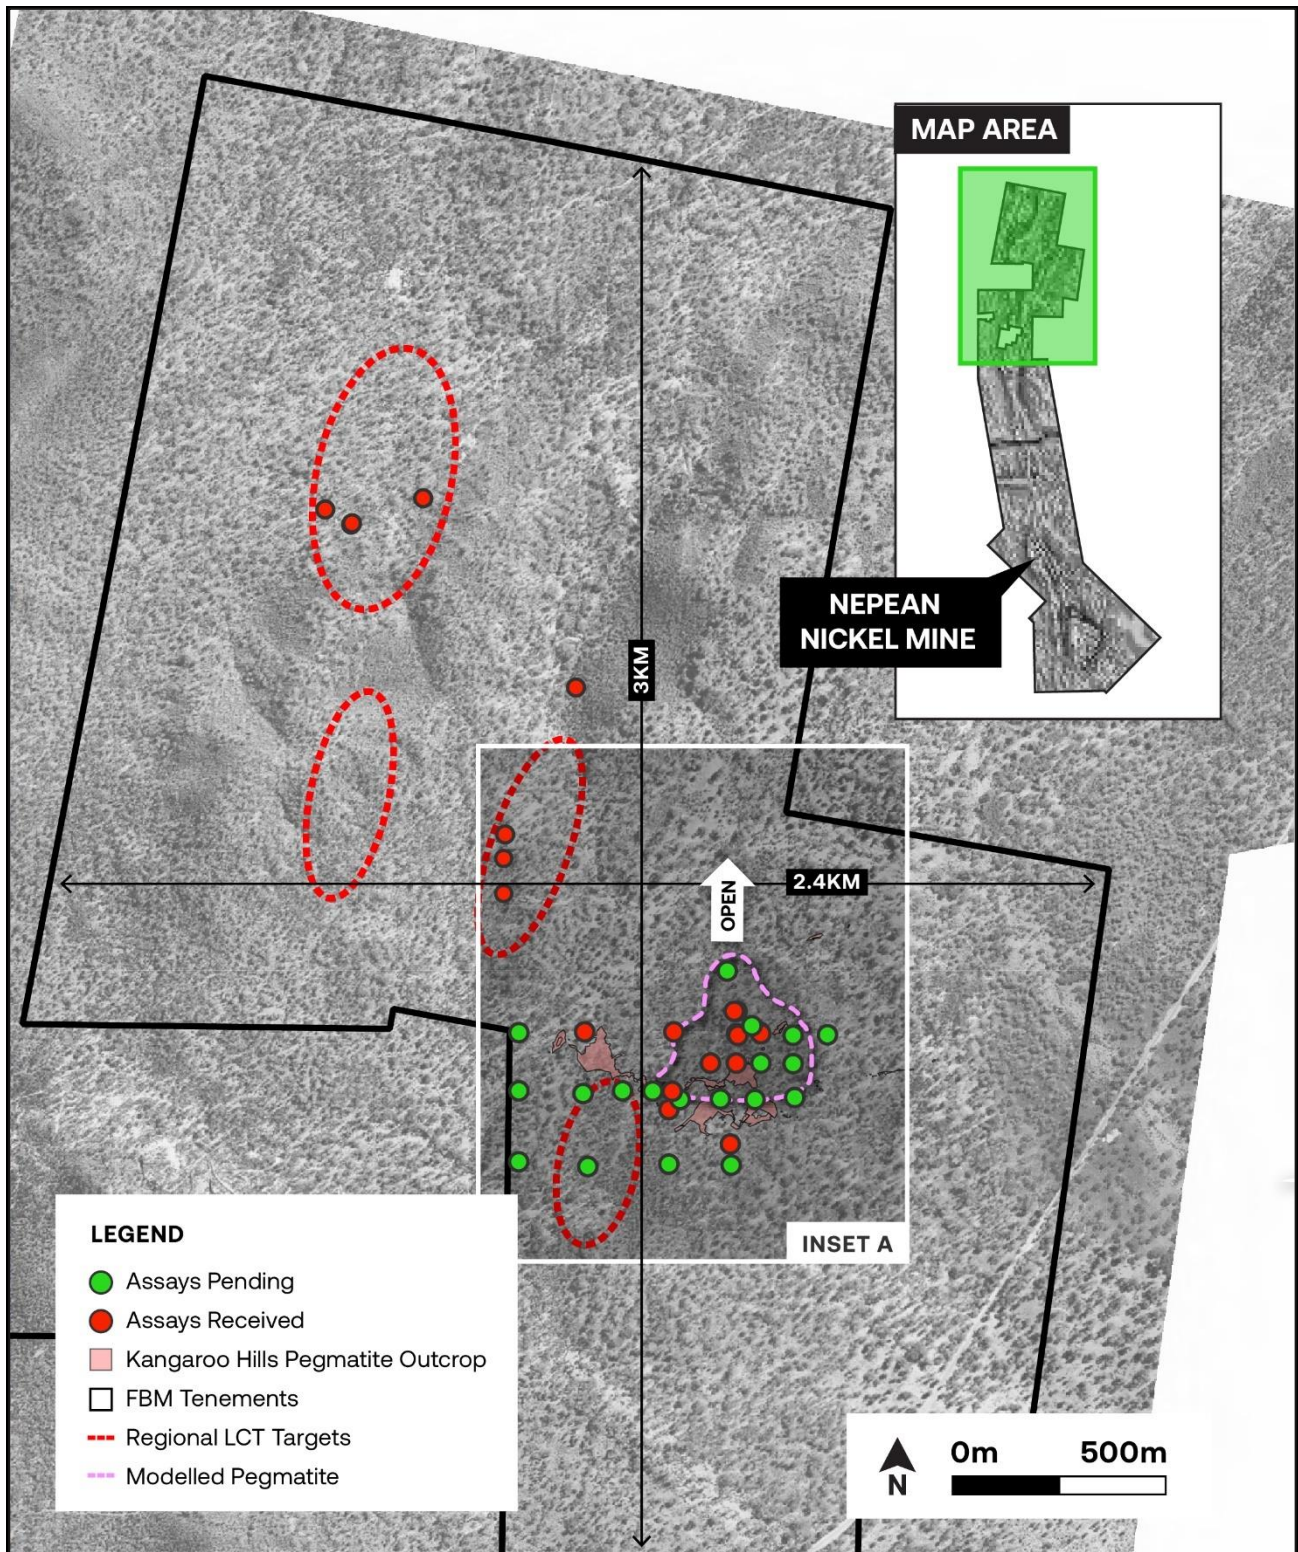 MAP AREA
NEPEAN
NICKEL MINE
3KM
2.4KM
OPEN
INSET A
LEGEND
Assays Pending
Assays Received
Kangaroo Hills Pegmatite Outcrop
FBM Tenements
Regional LCT Targets
Modelled Pegmatite
N
0m 500m